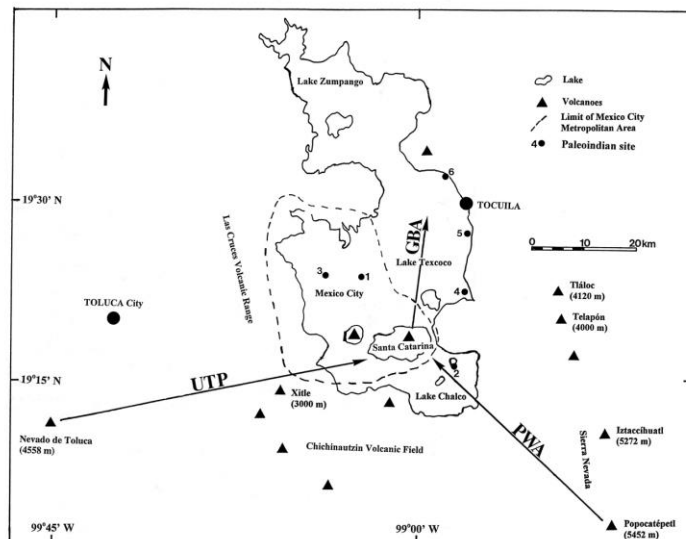 N
Lake Zumpango
Lake
Volcanoes
Limit of Mexico City
Metropolitan Area
4 Paleoindian site
6
19°30' N
TOCUILA
5
GBA
Las Cruces Volcanic Range
Lake Texcoco
0 10 20km
3
1
4
Mexico City
Tláloc
(4120 m)
TOLUCA City
Telapón
(4000 m)
Santa Catarina
19°15' N
UTP
2
Xitle
(3000 m)
Lake Chalco
PWA
Nevado de Toluca
(4558 m)
Chichinautzin Volcanic Field
Sierra Nevada
Iztaccíhuatl
(5272 m)
Popocatépetl
(5452 m)
99°45' W
99°00' W